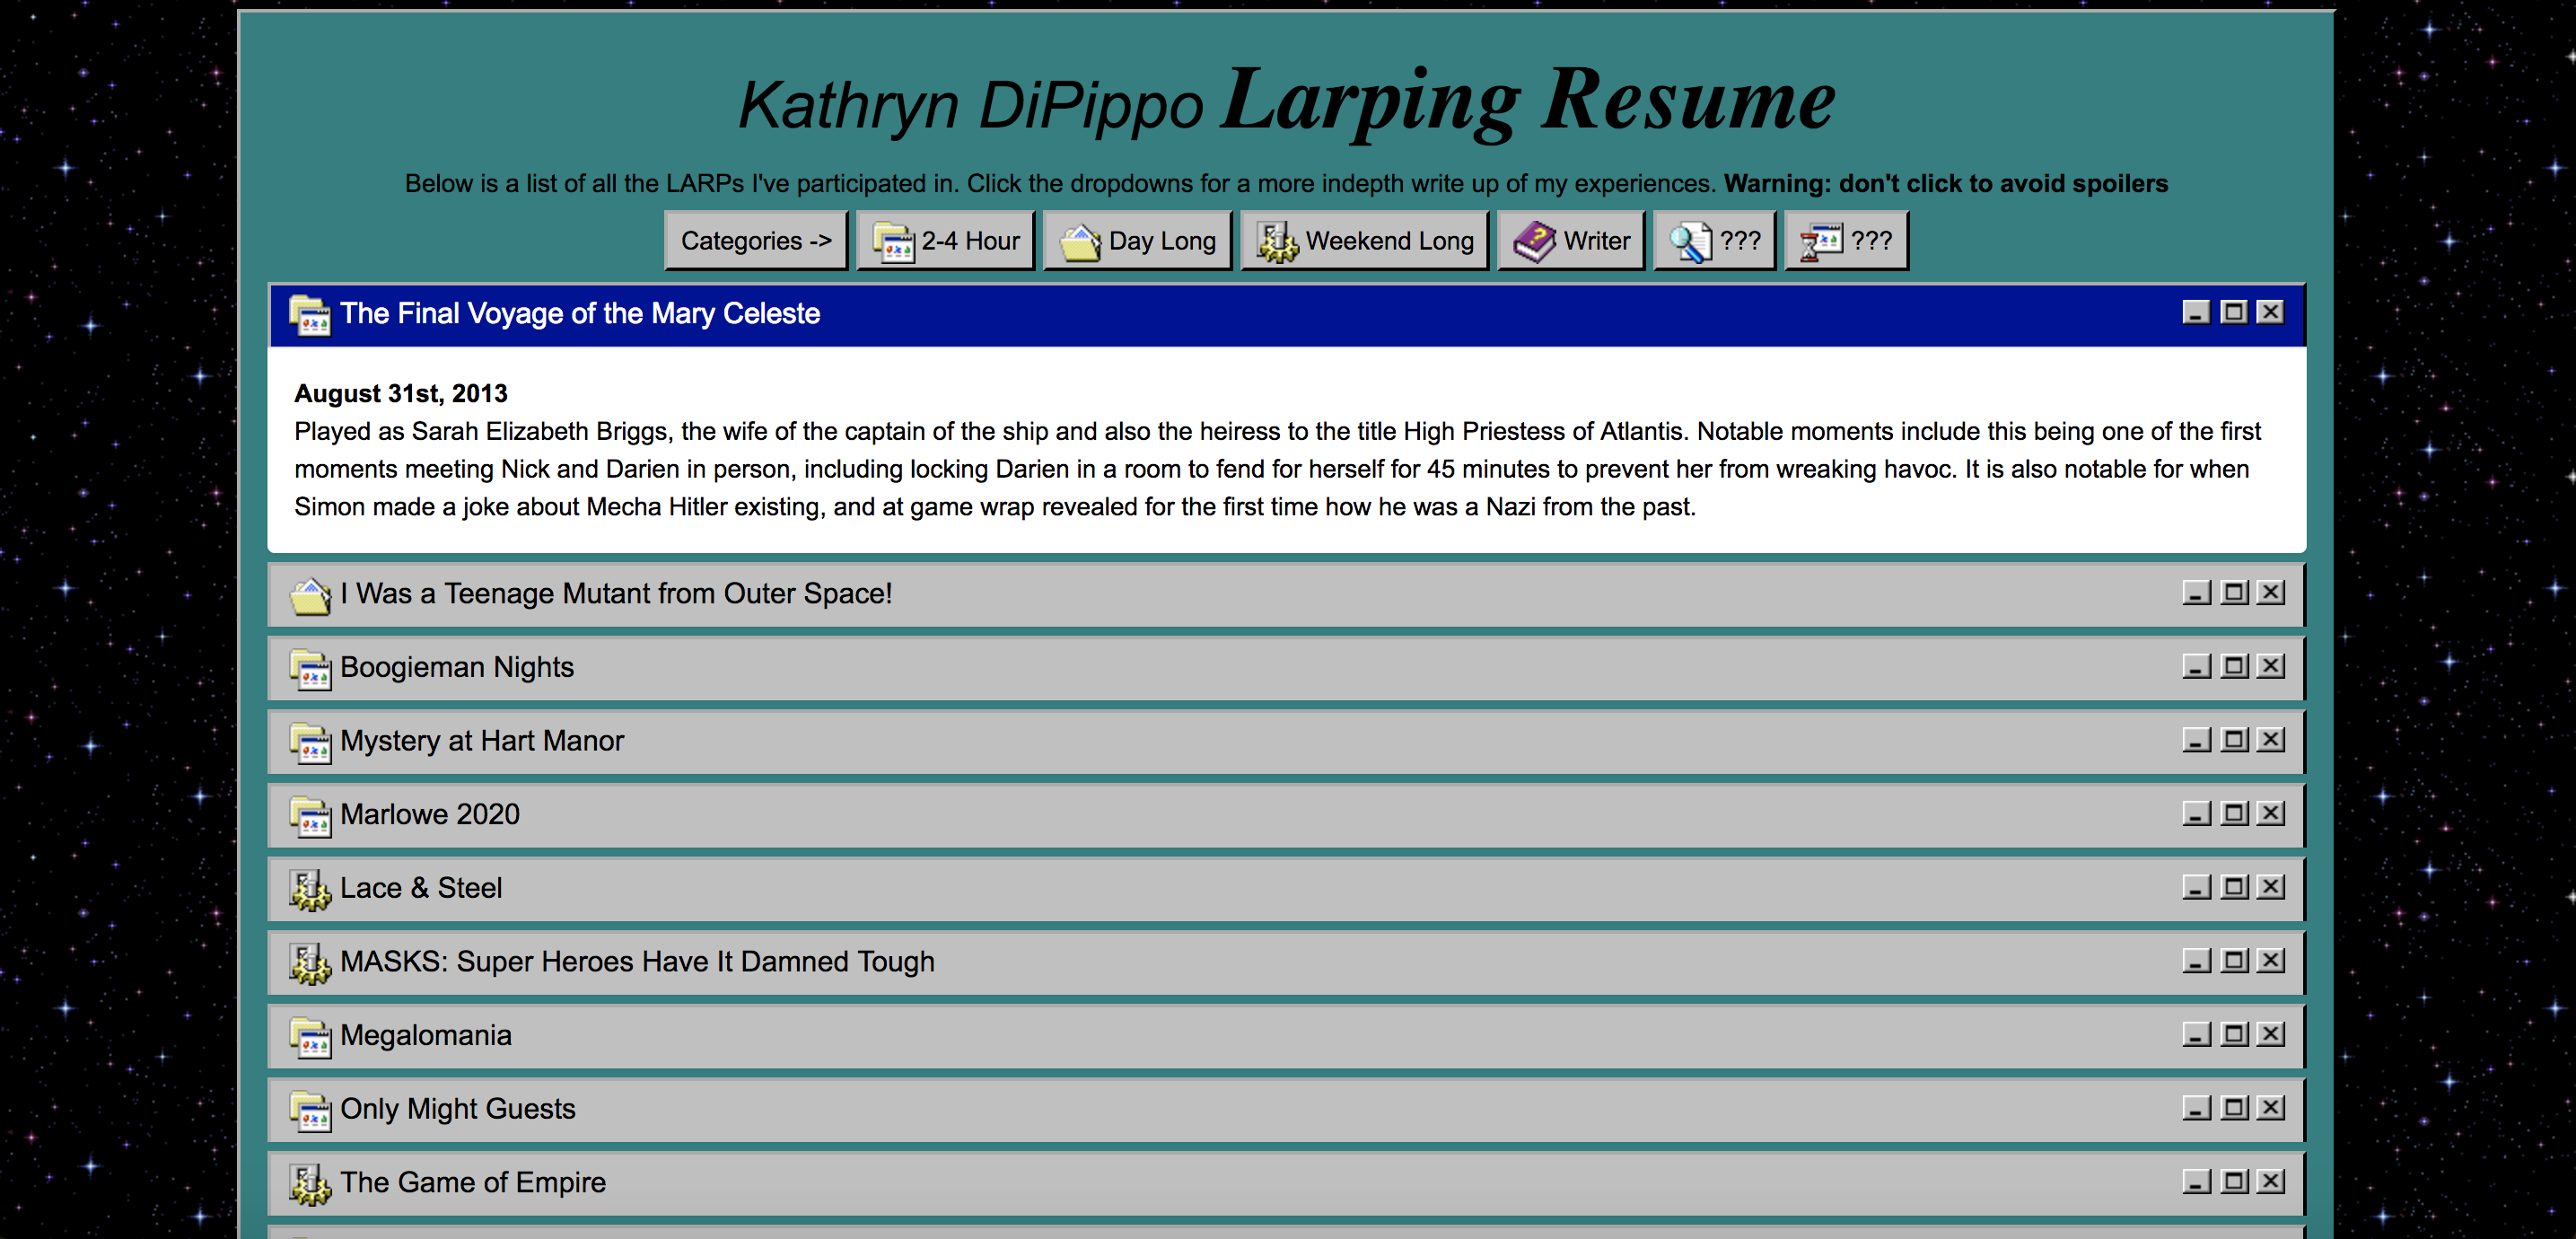 Kathryn DiPippo Larping Resume
Below is a list of all the LARPs I've participated in. Click the dropdowns for a more indepth write up of my experiences. Warning: don't click to avoid spoilers
Categories -> 2-4 Hour Day Long Weekend Long Writer ??? ???
The Final Voyage of the Mary Celeste
August 31st, 2013
Played as Sarah Elizabeth Briggs, the wife of the captain of the ship and also the heiress to the title High Priestess of Atlantis. Notable moments include this being one of the first
moments meeting Nick and Darien in person, including locking Darien in a room to fend for herself for 45 minutes to prevent her from wreaking havoc. It is also notable for when
Simon made a joke about Mecha Hitler existing, and at game wrap revealed for the first time how he was a Nazi from the past.
I Was a Teenage Mutant from Outer Space!
Boogieman Nights
Mystery at Hart Manor
Marlowe 2020
Lace & Steel
MASKS: Super Heroes Have It Damned Tough
Megalomania
Only Might Guests
The Game of Empire